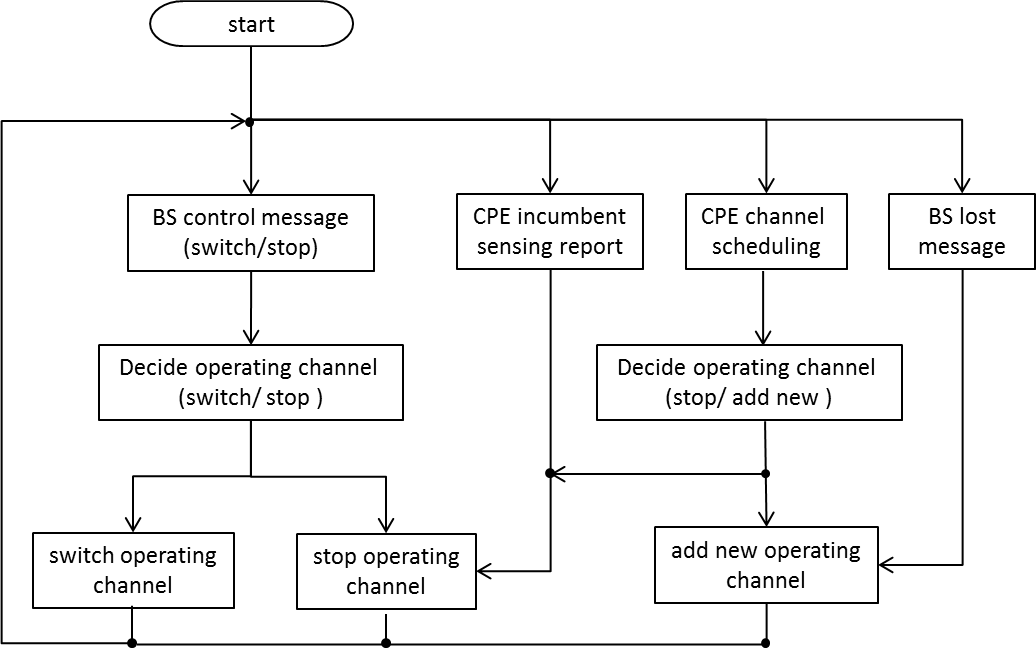 start
BS control message
(switch/stop)
CPE incumbent
sensing report
CPE channel
scheduling
BS lost
message
Decide operating channel
(switch/ stop )
Decide operating channel
(stop/ add new )
switch operating
channel
stop operating
channel
add new operating
channel